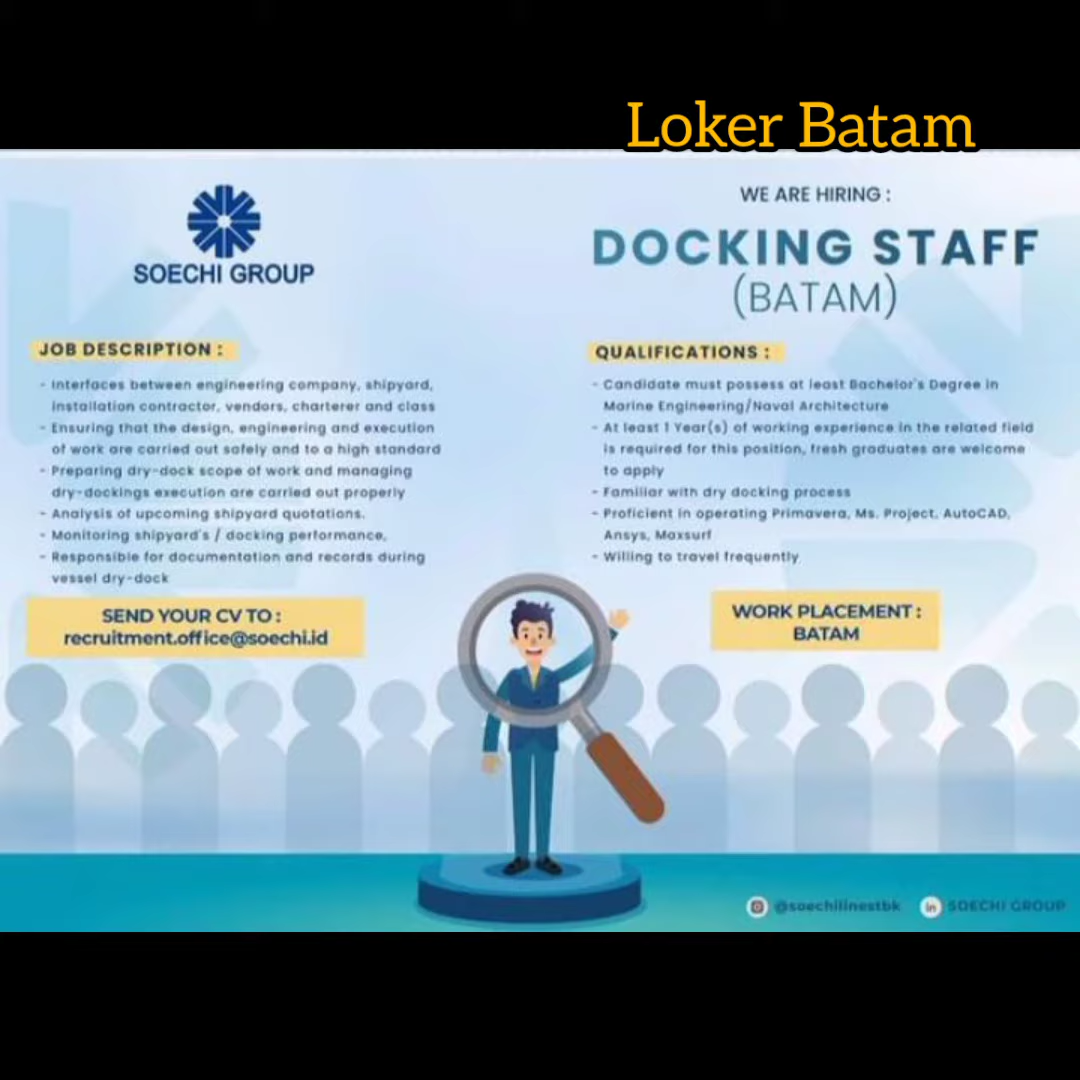 Loker Batam
SOECHI GROUP
WE ARE HIRING :
DOCKING STAFF
(BATAM)
JOB DESCRIPTION :
- Interfaces between engineering company, shipyard,
installation contractor, vendors, charterer and class
- Ensuring that the design, engineering and execution
of work are carried out safely and to a high standard
- Preparing dry-dock scope of work and managing
dry-dockings execution are carried out properly
- Analysis of upcoming shipyard quotations.
- Monitoring shipyard's / docking performance,
- Responsible for documentation and records during
vessel dry-dock
SEND YOUR CV TO :
recruitment.office@soechi.id
QUALIFICATIONS :
- Candidate must possess at least Bachelor's Degree in
Marine Engineering/Naval Architecture
- At least 1 Year(s) of working experience in the related field
is required for this position, fresh graduates are welcome
to apply
- Familiar with dry docking process
- Proficient in operating Primavera, Ms. Project, AutoCAD,
Ansys, Maxsurf
- Willing to travel frequently
WORK PLACEMENT :
BATAM
@soechilinestbk
in SOECHI GROUP